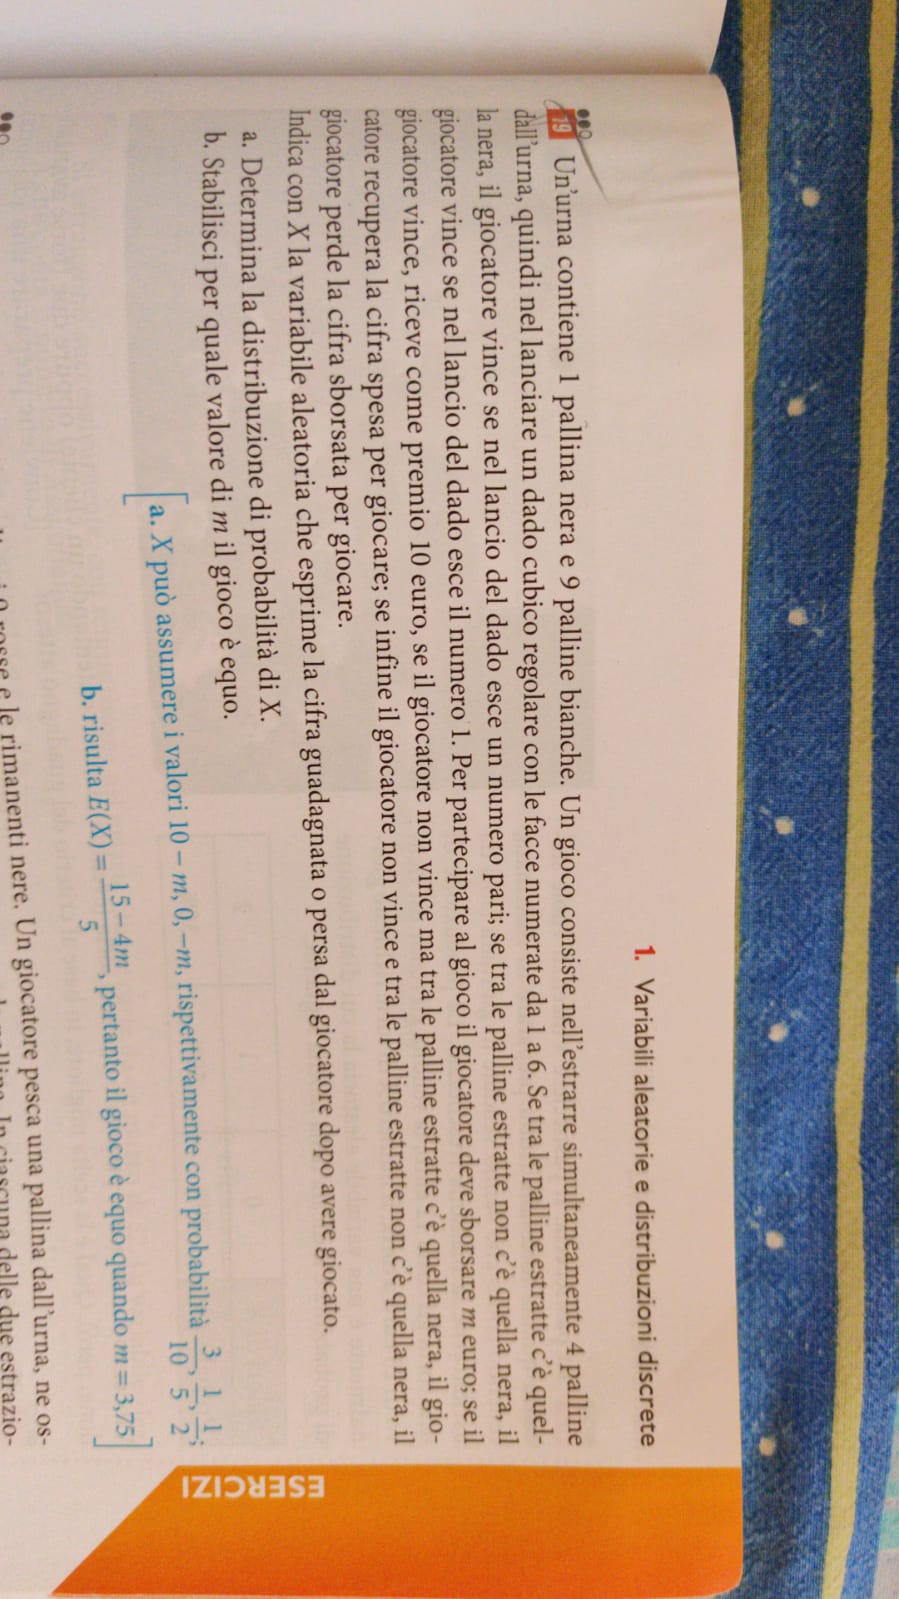 1. Variabili aleatorie e distribuzioni discrete
79 Un'urna contiene 1 pallina nera e 9 palline bianche. Un gioco consiste nell'estrarre simultaneamente 4 palline
dall'urna, quindi nel lanciare un dado cubico regolare con le facce numerate da 1 a 6. Se tra le palline estratte c'è quel-
la nera, il giocatore vince se nel lancio del dado esce un numero pari; se tra le palline estratte non c'è quella nera, il
giocatore vince se nel lancio del dado esce il numero 1. Per partecipare al gioco il giocatore deve sborsare m euro; se il
giocatore vince, riceve come premio 10 euro, se il giocatore non vince ma tra le palline estratte c'è quella nera, il gio-
catore recupera la cifra spesa per giocare; se infine il giocatore non vince e tra le palline estratte non c'è quella nera, il
giocatore perde la cifra sborsata per giocare.
Indica con X la variabile aleatoria che esprime la cifra guadagnata o persa dal giocatore dopo avere giocato.
a. Determina la distribuzione di probabilità di X.
b. Stabilisci per quale valore di m il gioco è equo.
[a. X può assumere i valori 10 − m, 0, −m, rispettivamente con probabilità 3/10, 1/5, 1/2;
b. risulta E(X) = (15 − 4m)/5, pertanto il gioco è equo quando m = 3,75]
ESERCIZI
rosse e le rimanenti nere. Un giocatore pesca una pallina dall'urna, ne os-
In ciascuna delle due estrazio-